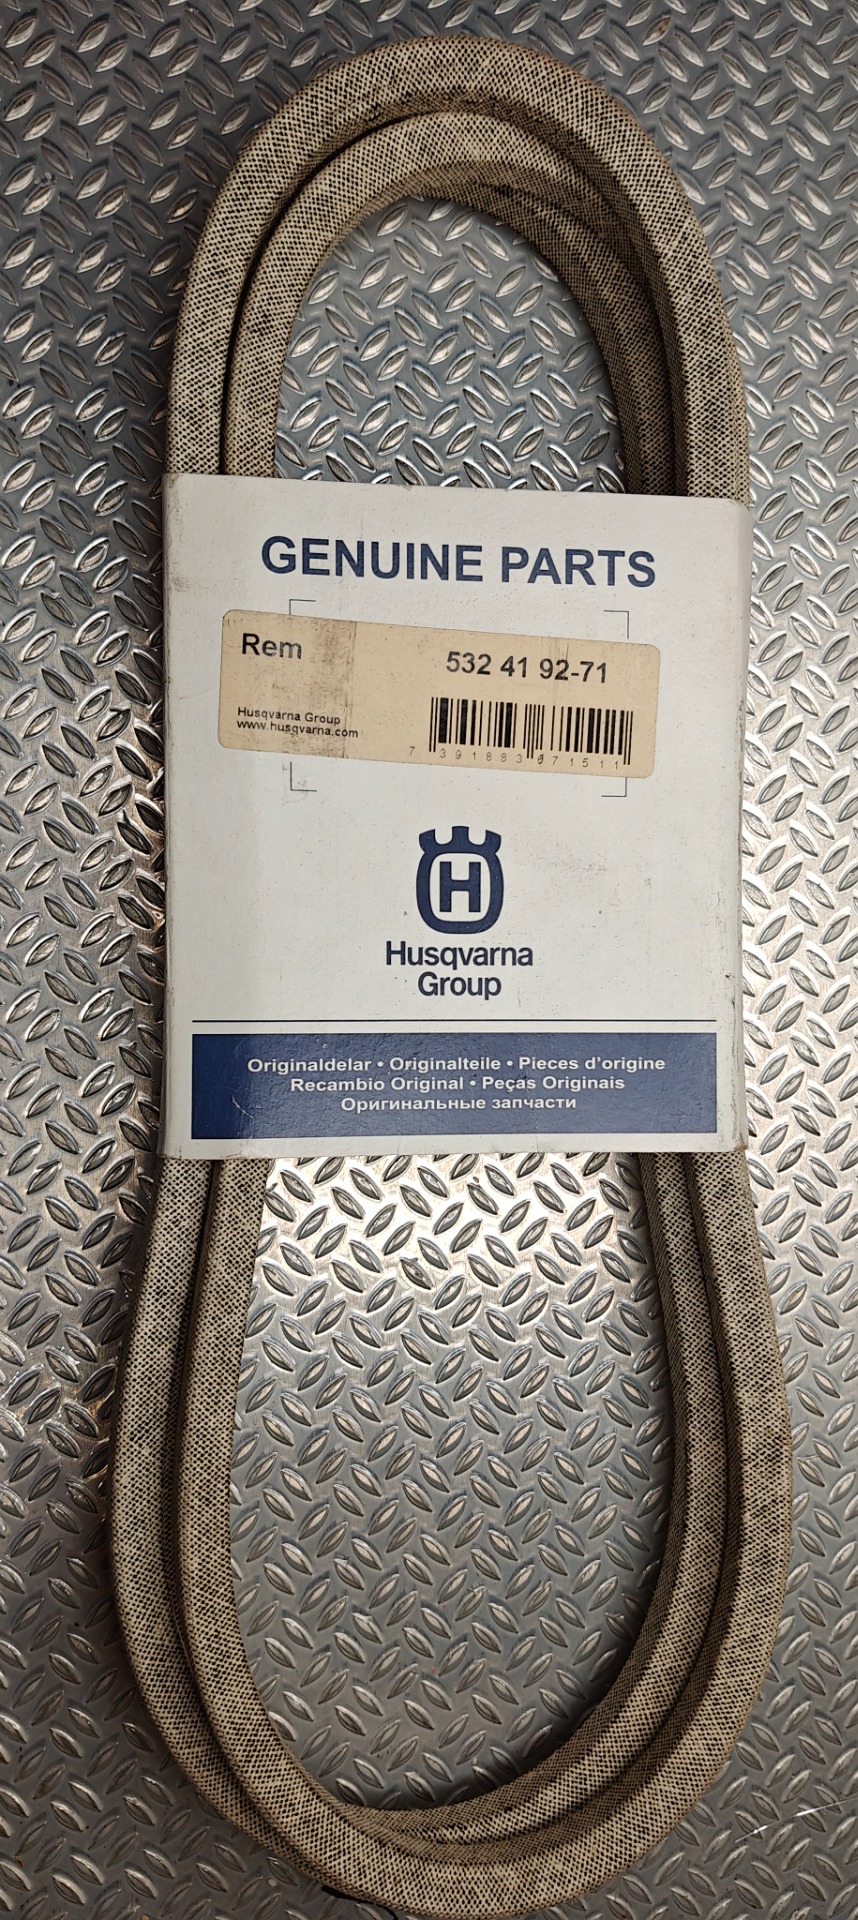 GENUINE PARTS
Rem
532 41 92-71
Husqvarna Group
www.husqvarna.com
7 391883 671511
H
Husqvarna
Group
Originaldelar • Originalteile • Pieces d'origine
Recambio Original • Peças Originais
Оригинальные запчасти